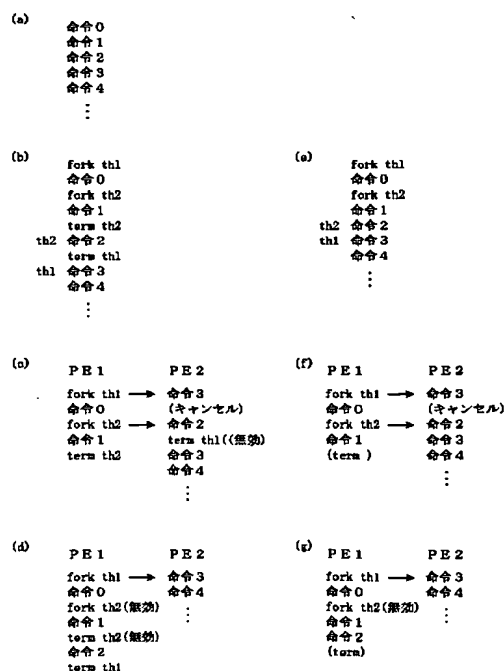 (a)
命令0
命令1
命令2
命令3
命令4
⋮
(b)
fork th1
命令0
fork th2
命令1
term th2
th2 命令2
term th1
th1 命令3
命令4
⋮
(e)
fork th1
命令0
fork th2
命令1
th2 命令2
th1 命令3
命令4
⋮
(c)
PE1 PE2
fork th1 → 命令3
命令0 (キャンセル)
fork th2 → 命令2
命令1 term th1((無効)
term th2 命令3
命令4
⋮
(f)
PE1 PE2
fork th1 → 命令3
命令0 (キャンセル)
fork th2 → 命令2
命令1 命令3
(term ) 命令4
⋮
(d)
PE1 PE2
fork th1 → 命令3
命令0 命令4
fork th2(無効) ⋮
命令1
term th2(無効)
命令2
term th1
(g)
PE1 PE2
fork th1 → 命令3
命令0 命令4
fork th2(無効) ⋮
命令1
命令2
(term)